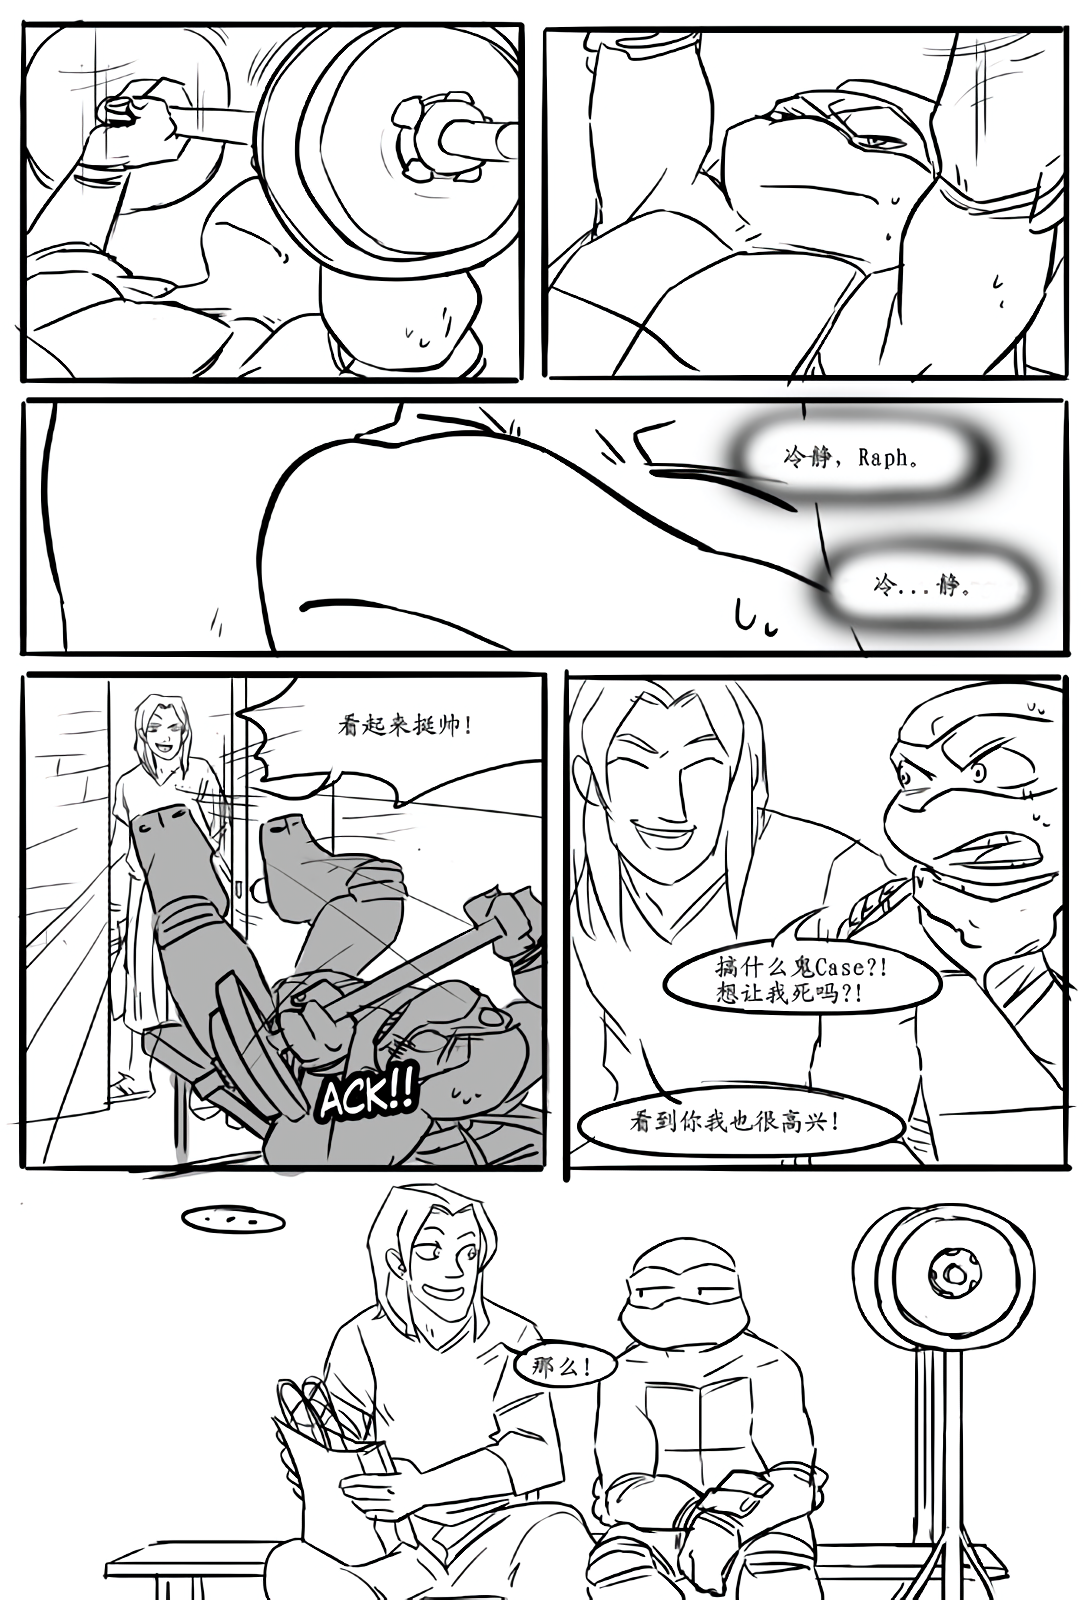 冷静，Raph。
冷...静。
看起来挺帅！
ACK!!
搞什么鬼Case?!
想让我死吗?!
看到你我也很高兴！
....
那么！